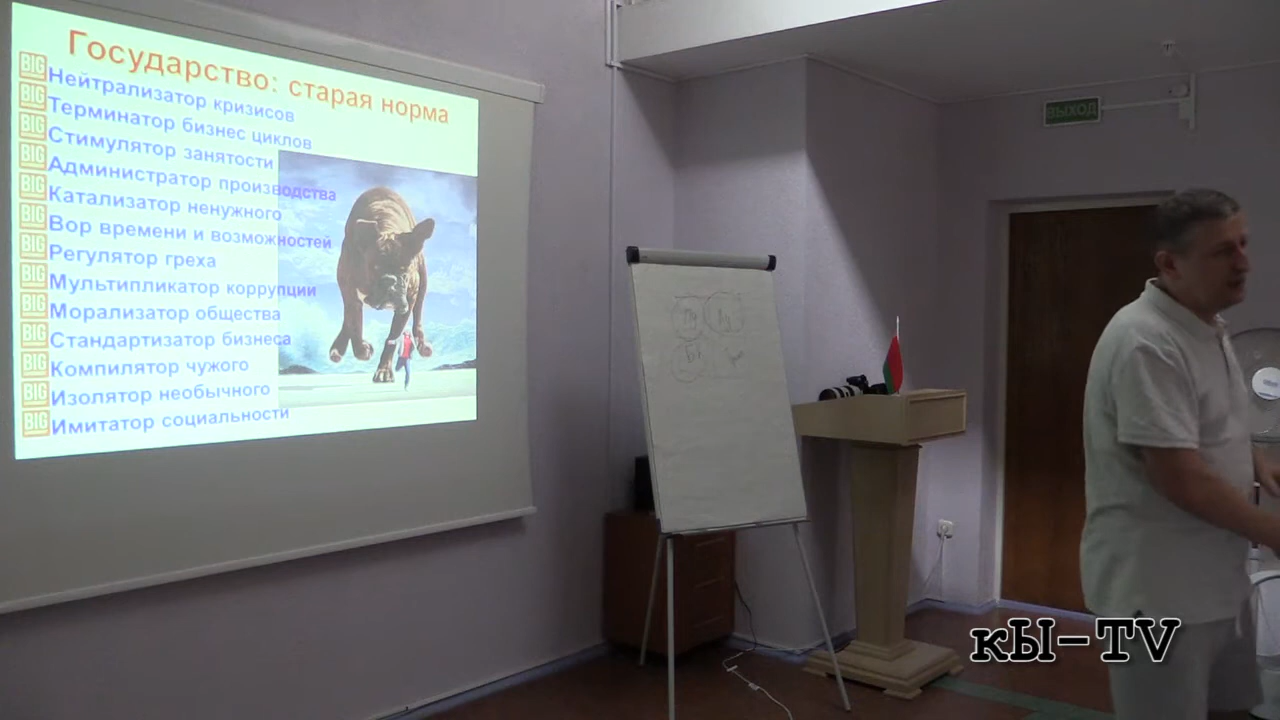 Государство: старая норма
BIG Нейтрализатор кризисов
BIG Терминатор бизнес циклов
BIG Стимулятор занятости
BIG Администратор производства
BIG Катализатор ненужного
BIG Вор времени и возможностей
BIG Регулятор греха
BIG Мультипликатор коррупции
BIG Морализатор общества
BIG Стандартизатор бизнеса
BIG Компилятор чужого
BIG Изолятор необычного
BIG Имитатор социальности
ВЫХОД
кЫ-TV